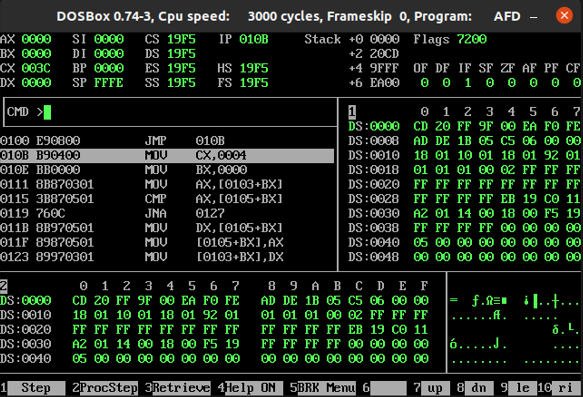 DOSBox 0.74-3, Cpu speed: 3000 cycles, Frameskip 0, Program: AFD
AX 0000 SI 0000 CS 19F5 IP 010B Stack +0 0000 Flags 7200
BX 0000 DI 0000 DS 19F5 +2 20CD
CX 003C BP 0000 ES 19F5 HS 19F5 +4 9FFF OF DF IF SF ZF AF PF CF
DX 0000 SP FFFE SS 19F5 FS 19F5 +6 EA00 0 0 1 0 0 0 0 0
CMD >
1 0 1 2 3 4 5 6 7
DS:0000 CD 20 FF 9F 00 EA F0 FE
DS:0008 AD DE 1B 05 C5 06 00 00
DS:0010 18 01 10 01 18 01 92 01
DS:0018 01 01 01 00 02 FF FF FF
DS:0020 FF FF FF FF FF FF FF FF
DS:0028 FF FF FF FF EB 19 C0 11
DS:0030 A2 01 14 00 18 00 F5 19
DS:0038 FF FF FF FF 00 00 00 00
DS:0040 05 00 00 00 00 00 00 00
DS:0048 00 00 00 00 00 00 00 00
0100 E90800 JMP 010B
010B B90400 MOV CX,0004
010E BB0000 MOV BX,0000
0111 8B870301 MOV AX,[0103+BX]
0115 3B870501 CMP AX,[0105+BX]
0119 760C JNA 0127
011B 8B970501 MOV DX,[0105+BX]
011F 89870501 MOV [0105+BX],AX
0123 89970301 MOV [0103+BX],DX
2 0 1 2 3 4 5 6 7 8 9 A B C D E F
DS:0000 CD 20 FF 9F 00 EA F0 FE AD DE 1B 05 C5 06 00 00
DS:0010 18 01 10 01 18 01 92 01 01 01 01 00 02 FF FF FF
DS:0020 FF FF FF FF FF FF FF FF FF FF FF FF EB 19 C0 11
DS:0030 A2 01 14 00 18 00 F5 19 FF FF FF FF 00 00 00 00
DS:0040 05 00 00 00 00 00 00 00 00 00 00 00 00 00 00 00
1 Step 2 ProcStep 3 Retrieve 4 Help ON 5 BRK Menu 6 7 up 8 dn 9 le 10 ri